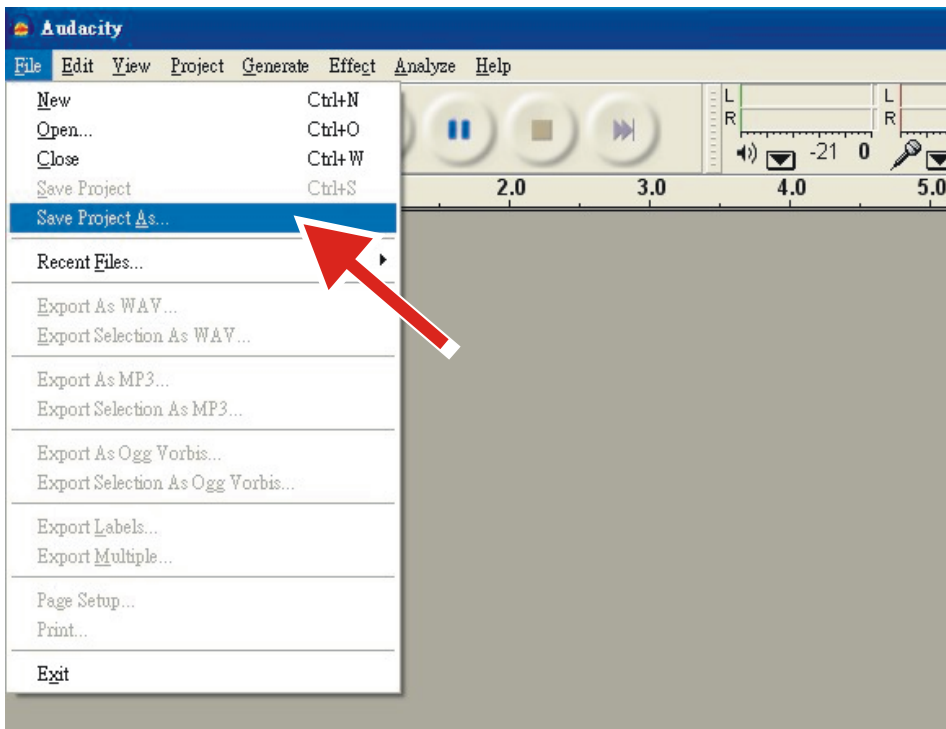 Audacity
File Edit View Project Generate Effect Analyze Help
New Ctrl+N
Open... Ctrl+O
Close Ctrl+W
Save Project Ctrl+S
Save Project As...
Recent Files...
Export As WAV...
Export Selection As WAV...
Export As MP3...
Export Selection As MP3...
Export As Ogg Vorbis...
Export Selection As Ogg Vorbis...
Export Labels...
Export Multiple...
Page Setup...
Print...
Exit
L L
R R
-21 0
2.0 3.0 4.0 5.0